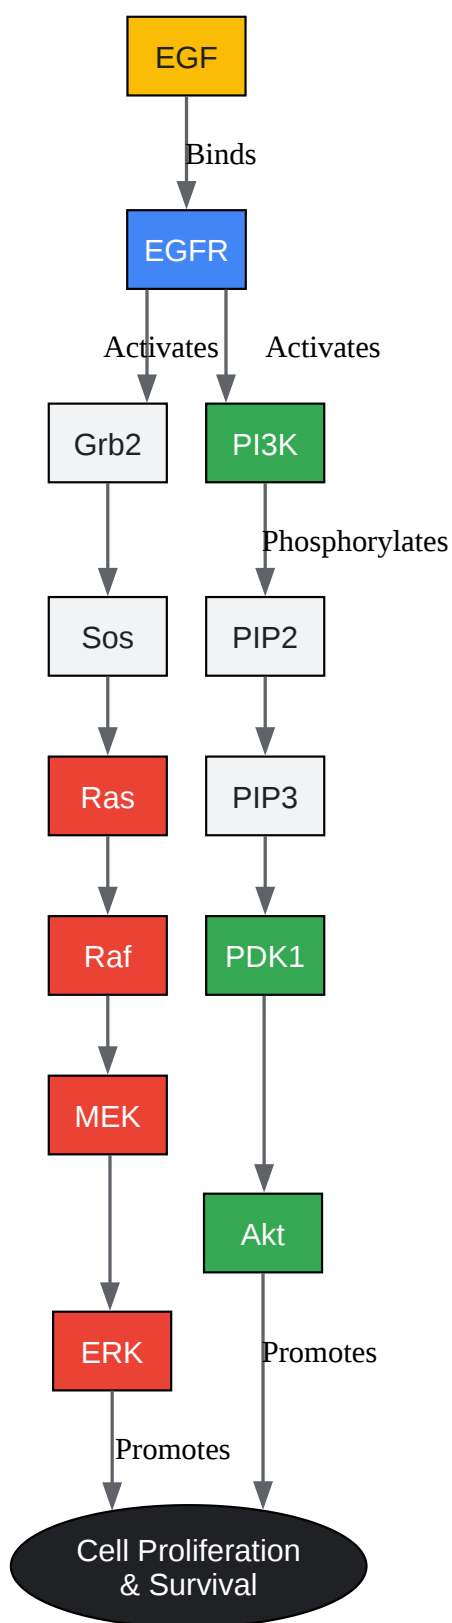 EGF
Binds
EGFR
Activates
Activates
Grb2
PI3K
Phosphorylates
Sos
PIP2
Ras
PIP3
Raf
PDK1
MEK
Akt
ERK
Promotes
Promotes
Cell Proliferation
& Survival